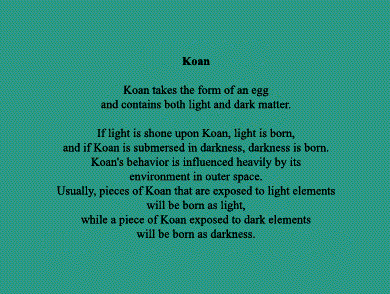 Koan
Koan takes the form of an egg
and contains both light and dark matter.
If light is shone upon Koan, light is born,
and if Koan is submersed in darkness, darkness is born.
Koan's behavior is influenced heavily by its
environment in outer space.
Usually, pieces of Koan that are exposed to light elements
will be born as light,
while a piece of Koan exposed to dark elements
will be born as darkness.